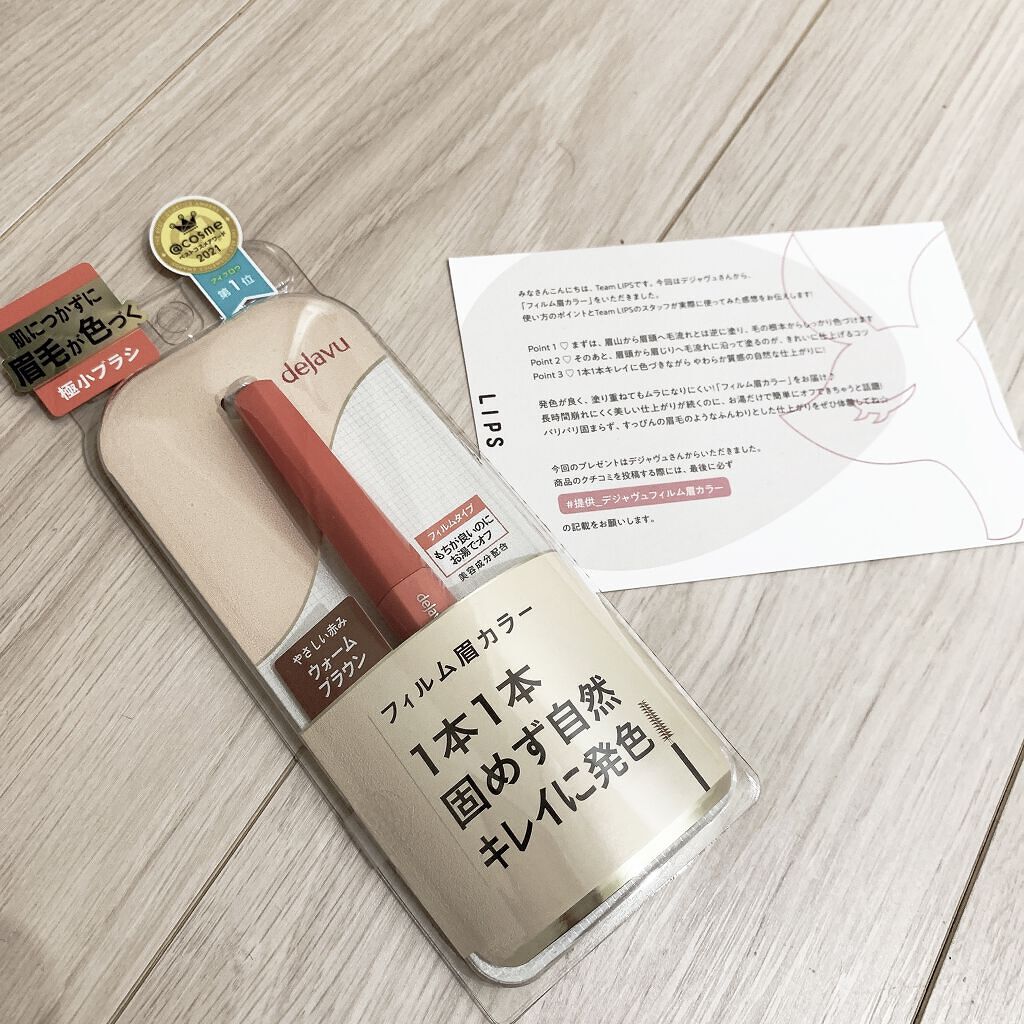 @cosme
ベストコスメアワード
2021
アイブロウ
第1位
肌につかずに
眉毛が色づく
極小ブラシ
dejavu
フィルムタイプ
もちが良いのに
お湯でオフ
美容成分配合
やさしい赤み
ウォーム
ブラウン
フィルム眉カラー
1本1本
固めず自然
キレイに発色
LIPS
みなさんこんにちは、Team LIPSです。今回はデジャヴュさんから、
「フィルム眉カラー」をいただきました。
使い方のポイントとTeam LIPSのスタッフが実際に使ってみた感想をお伝えします!
Point 1 ♡ まずは、眉山から眉頭へ毛流れとは逆に塗り、毛の根本からしっかり色づけます
Point 2 ♡ そのあと、眉頭から眉じりへ毛流れに沿って塗るのが、きれいに仕上げるコツ
Point 3 ♡ 1本1本キレイに色づきながら やわらか質感の自然な仕上がりに!
発色が良く、塗り重ねてもムラになりにくい!「フィルム眉カラー」をお届け♪
長時間崩れにくく美しい仕上がりが続くのに、お湯だけで簡単にオフできちゃうと話題!
バリバリ固まらず、すっぴんの眉毛のようなふんわりとした仕上がりをぜひ体験してね♡
今回のプレゼントはデジャヴュさんからいただきました。
商品のクチコミを投稿する際には、最後に必ず
#提供_デジャヴュフィルム眉カラー
の記載をお願いします。